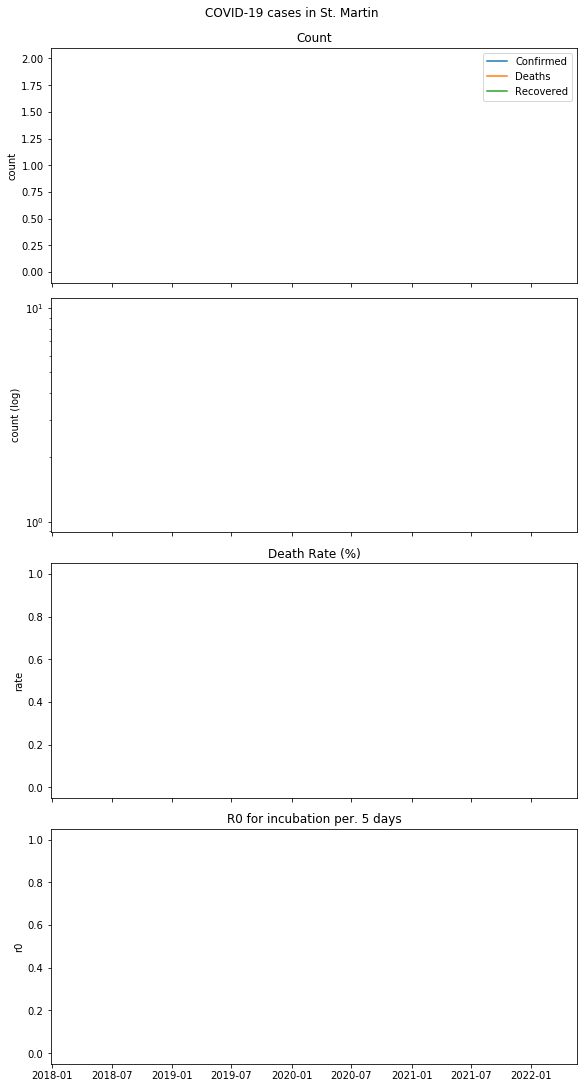 COVID-19 cases in St. Martin
Count
2.00
1.75
1.50
1.25
1.00
0.75
0.50
0.25
0.00
count
Confirmed
Deaths
Recovered
10¹
10⁰
count (log)
Death Rate (%)
1.0
0.8
0.6
0.4
0.2
0.0
rate
R0 for incubation per. 5 days
1.0
0.8
0.6
0.4
0.2
0.0
r0
2018-01 2018-07 2019-01 2019-07 2020-01 2020-07 2021-01 2021-07 2022-01